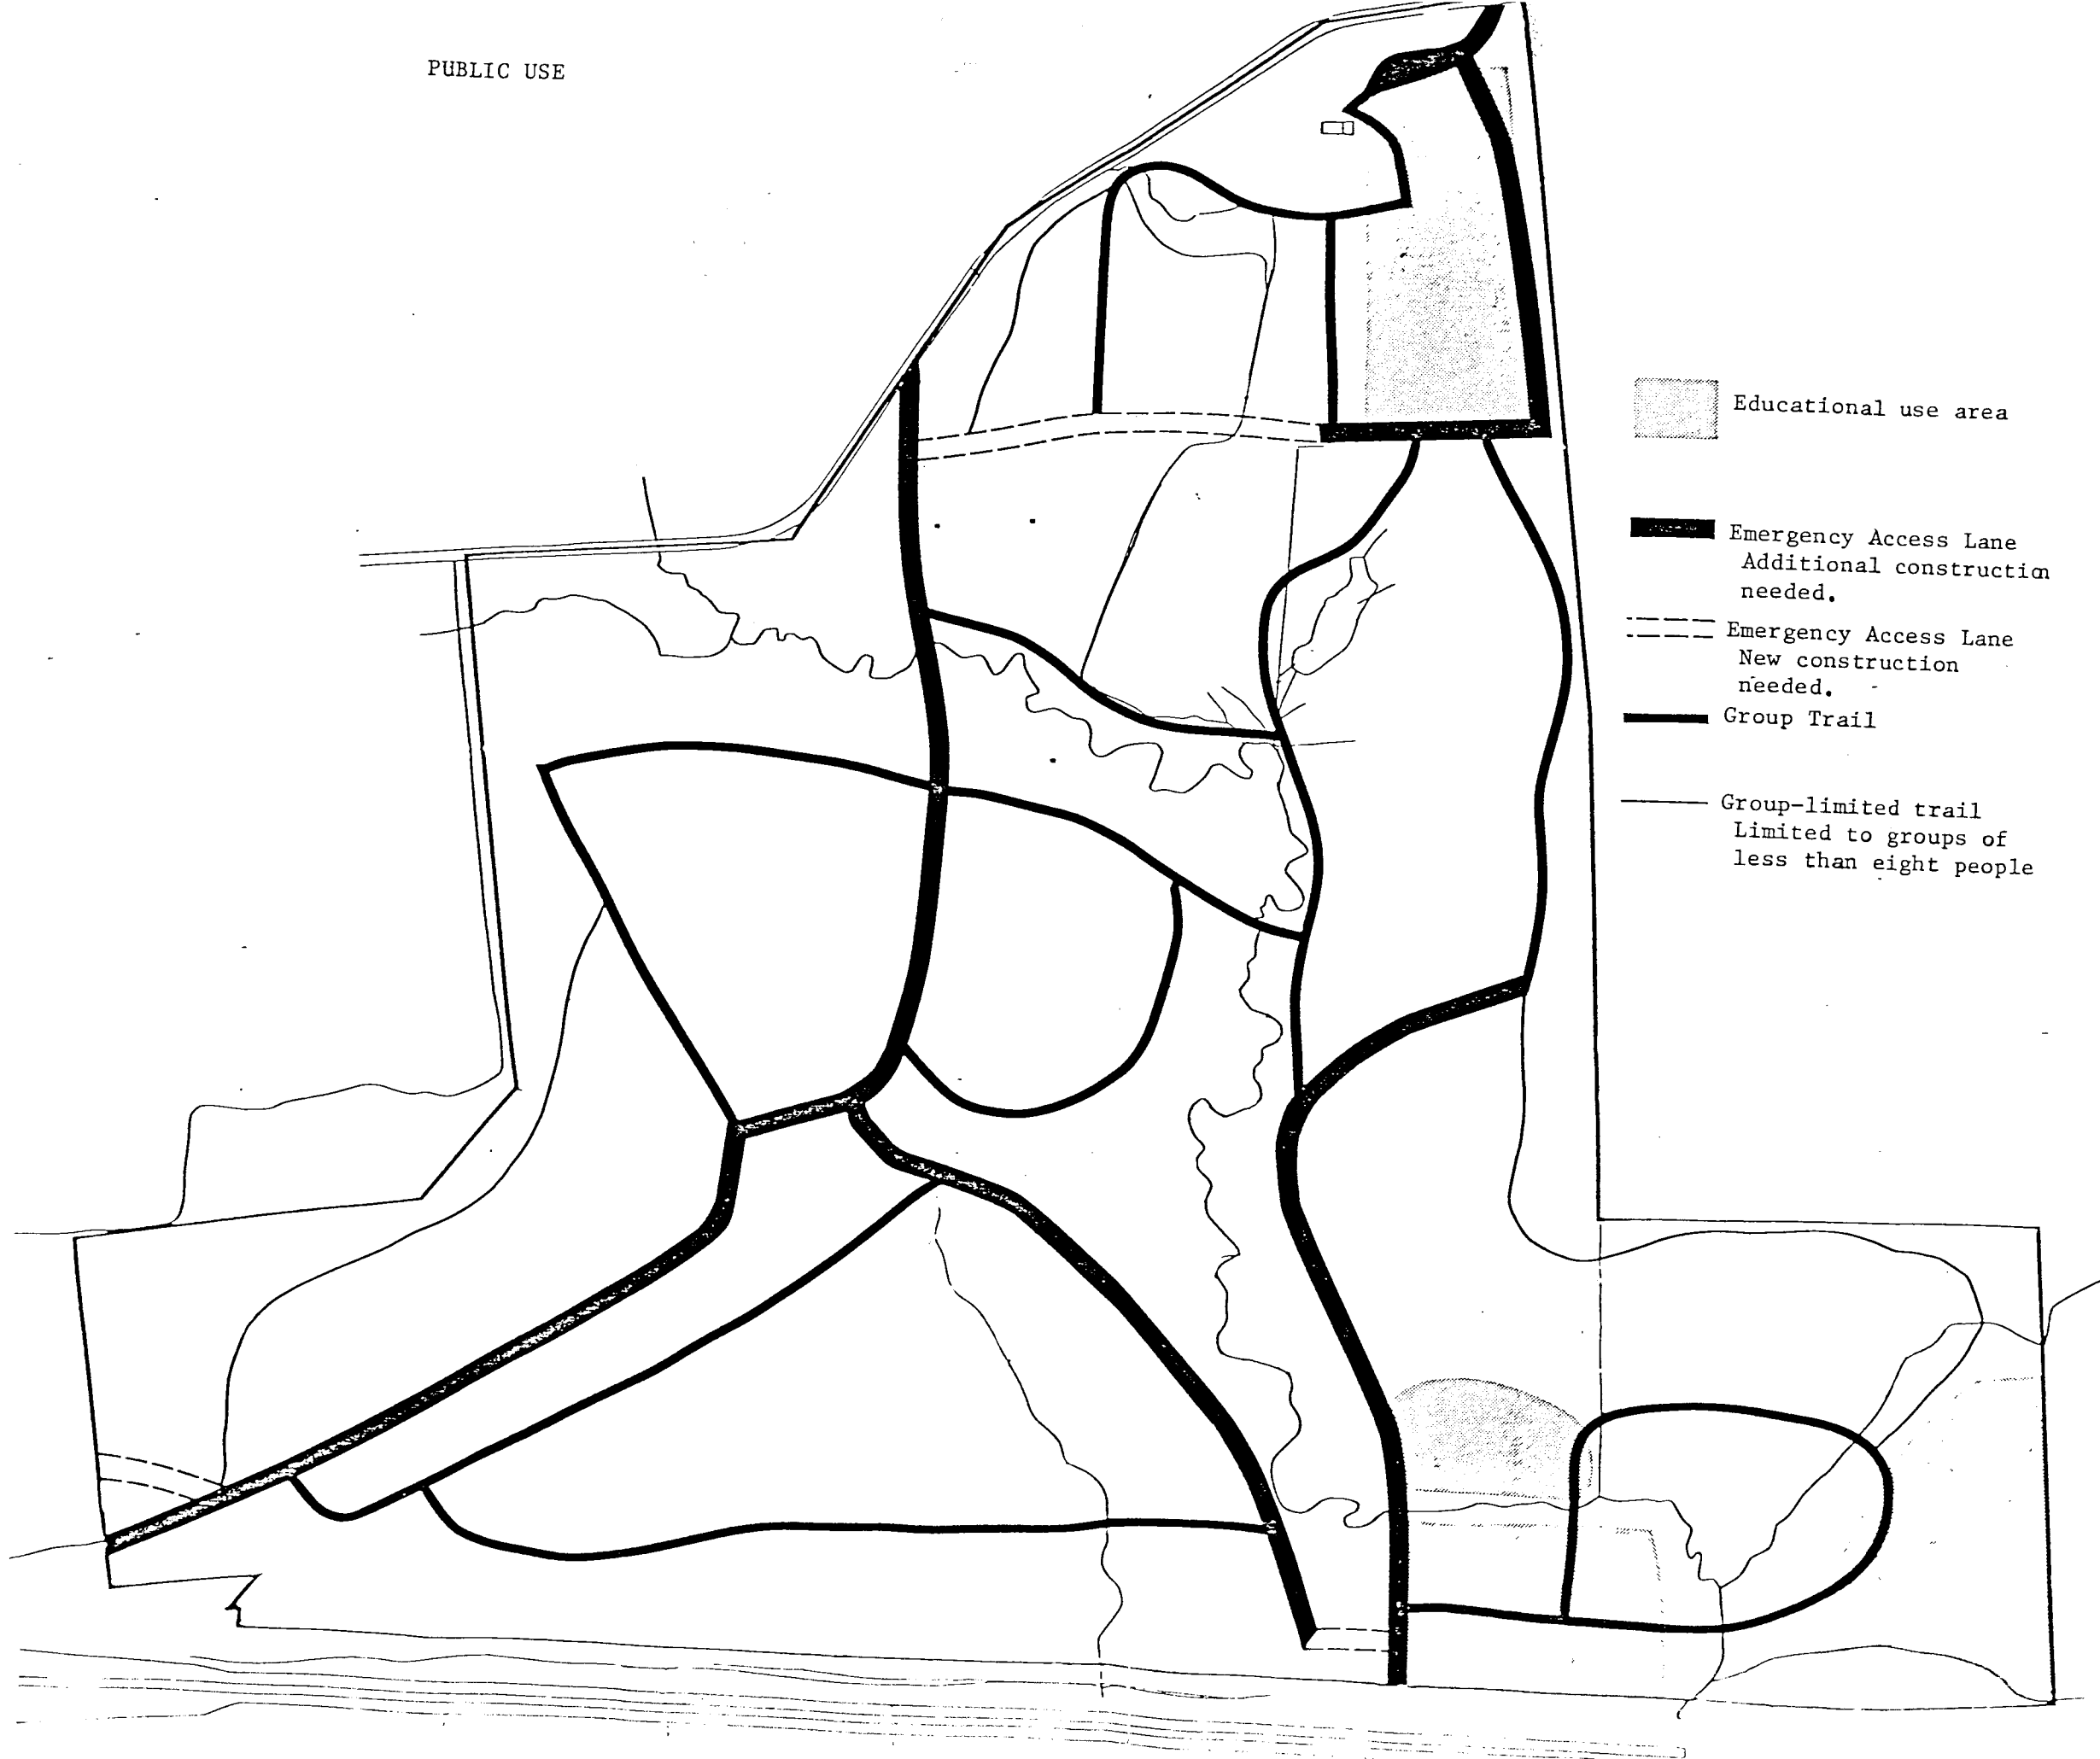 PUBLIC USE
Educational use area
Emergency Access Lane
Additional construction
needed.
Emergency Access Lane
New construction
needed.
Group Trail
Group-limited trail
Limited to groups of
less than eight people